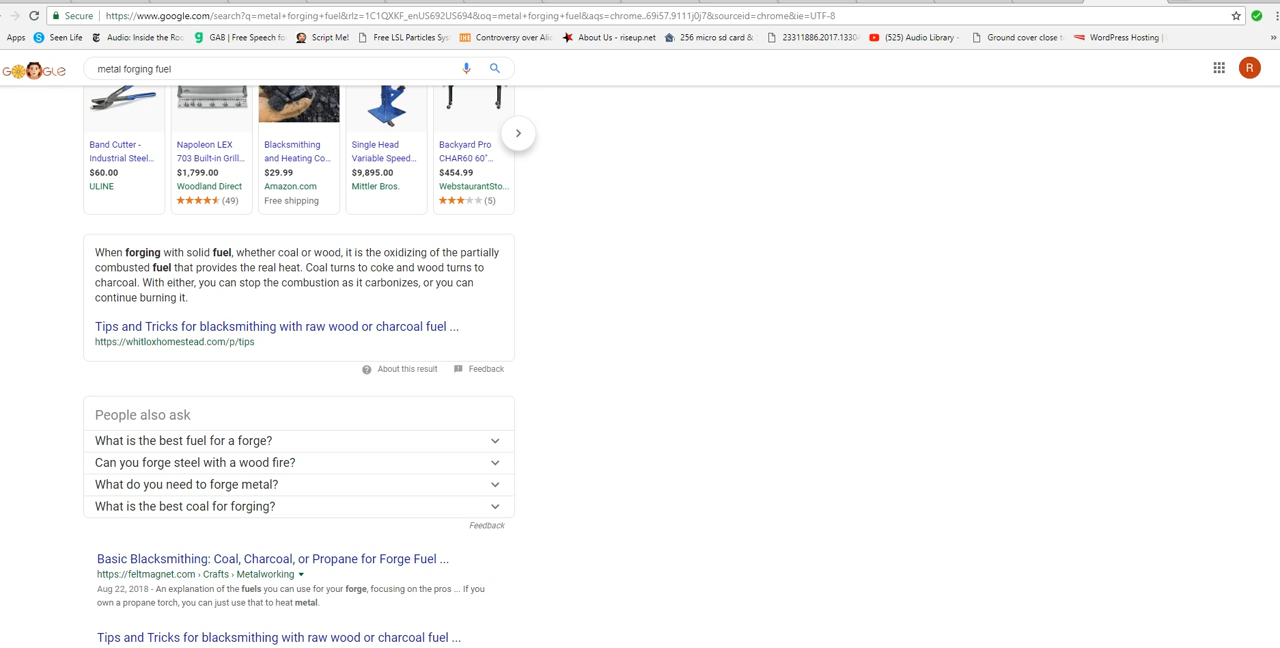 Secure https://www.google.com/search?q=metal+forging+fuel&rlz=1C1QXKF_enUS692US694&oq=metal+forging+fuel&aqs=chrome..69i57.9111j0j7&sourceid=chrome&ie=UTF-8
Apps Seen Life Audio: Inside the Roo GAB | Free Speech fo Script Me! Free LSL Particles Sys Controversy over Alic About Us - riseup.net 256 micro sd card & 23311886.2017.1330 (525) Audio Library - Ground cover close to WordPress Hosting | »
metal forging fuel
R
Band Cutter - Industrial Steel...
$60.00
ULINE
Napoleon LEX 703 Built-in Grill...
$1,799.00
Woodland Direct
(49)
Blacksmithing and Heating Co...
$29.99
Amazon.com
Free shipping
Single Head Variable Speed...
$9,895.00
Mittler Bros.
Backyard Pro CHAR60 60"...
$454.99
WebstaurantSto...
(5)
When forging with solid fuel, whether coal or wood, it is the oxidizing of the partially
combusted fuel that provides the real heat. Coal turns to coke and wood turns to
charcoal. With either, you can stop the combustion as it carbonizes, or you can
continue burning it.
Tips and Tricks for blacksmithing with raw wood or charcoal fuel ...
https://whitloxhomestead.com/p/tips
About this result Feedback
People also ask
What is the best fuel for a forge?
Can you forge steel with a wood fire?
What do you need to forge metal?
What is the best coal for forging?
Feedback
Basic Blacksmithing: Coal, Charcoal, or Propane for Forge Fuel ...
https://feltmagnet.com › Crafts › Metalworking
Aug 22, 2018 - An explanation of the fuels you can use for your forge, focusing on the pros ... If you
own a propane torch, you can just use that to heat metal.
Tips and Tricks for blacksmithing with raw wood or charcoal fuel ...